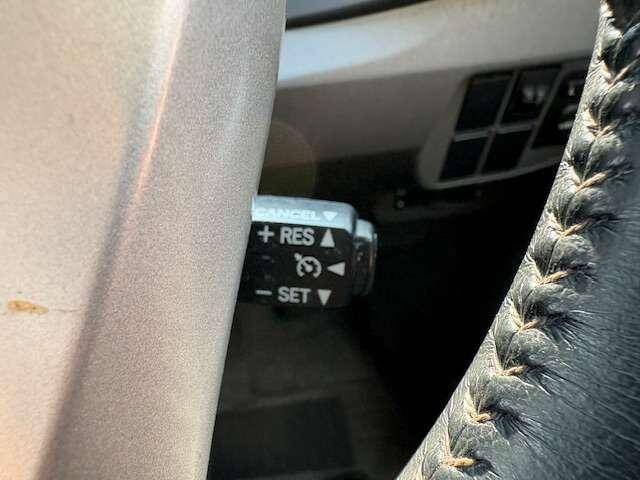 CANCEL ▼
+ RES ▲
◄
− SET ▼